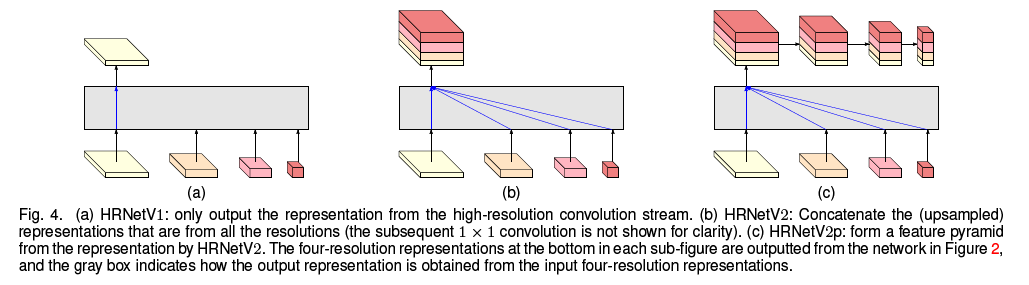 (a)
(b)
(c)
Fig. 4. (a) HRNetV1: only output the representation from the high-resolution convolution stream. (b) HRNetV2: Concatenate the (upsampled)
representations that are from all the resolutions (the subsequent 1 × 1 convolution is not shown for clarity). (c) HRNetV2p: form a feature pyramid
from the representation by HRNetV2. The four-resolution representations at the bottom in each sub-figure are outputted from the network in Figure 2,
and the gray box indicates how the output representation is obtained from the input four-resolution representations.